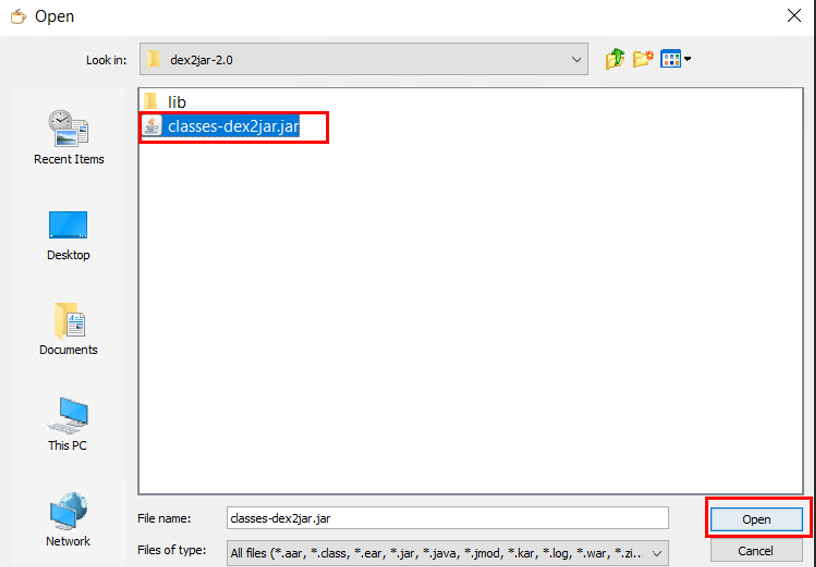 Open
Look in:
dex2jar-2.0
lib
classes-dex2jar.jar
Recent Items
Desktop
Documents
This PC
Network
File name:
classes-dex2jar.jar
Open
Files of type:
All files (*.aar, *.class, *.ear, *.jar, *.java, *.jmod, *.kar, *.log, *.war, *.zi...
Cancel